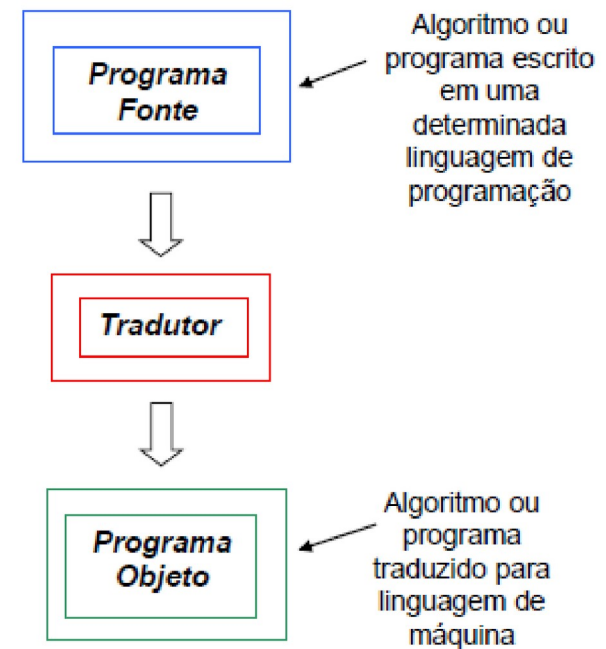 Programa
Fonte
Algoritmo ou
programa escrito
em uma
determinada
linguagem de
programação
Tradutor
Programa
Objeto
Algoritmo ou
programa
traduzido para
linguagem de
máquina